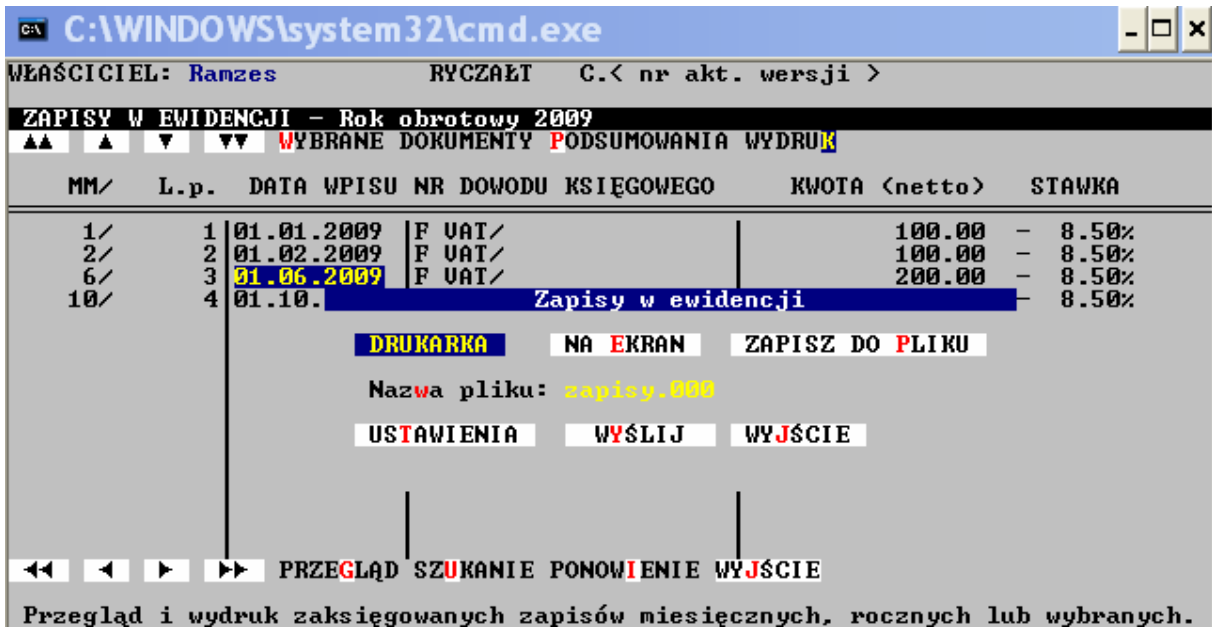 C:\WINDOWS\system32\cmd.exe
WŁAŚCICIEL: Ramzes RYCZAŁT C.< nr akt. wersji >
ZAPISY W EWIDENCJI - Rok obrotowy 2009
WYBRANE DOKUMENTY PODSUMOWANIA WYDRUK
MM/ L.p. DATA WPISU NR DOWODU KSIĘGOWEGO KWOTA (netto) STAWKA
1/ 1 01.01.2009 F VAT/ 100.00 - 8.50%
2/ 2 01.02.2009 F VAT/ 100.00 - 8.50%
6/ 3 01.06.2009 F VAT/ 200.00 - 8.50%
10/ 4 01.10. Zapisy w ewidencji - 8.50%
DRUKARKA NA EKRAN ZAPISZ DO PLIKU
Nazwa pliku: zapisy.000
USTAWIENIA WYŚLIJ WYJŚCIE
PRZEGLĄD SZUKANIE PONOWIENIE WYJŚCIE
Przegląd i wydruk zaksięgowanych zapisów miesięcznych, rocznych lub wybranych.